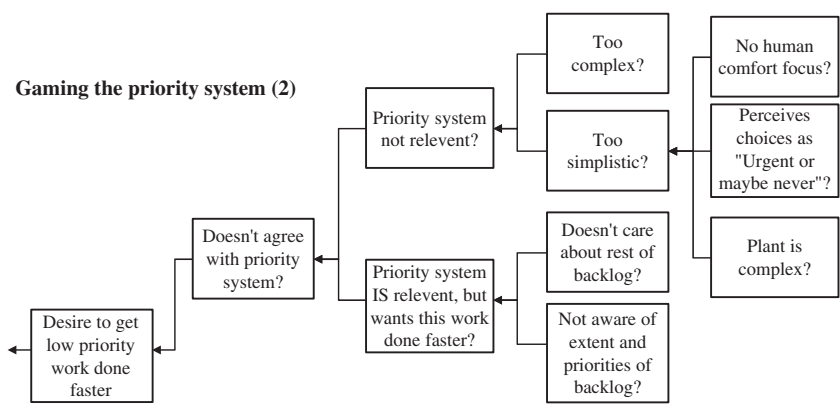 Gaming the priority system (2)
Too
complex?
No human
comfort focus?
Priority system
not relevent?
Too
simplistic?
Perceives
choices as
"Urgent or
maybe never"?
Doesn't agree
with priority
system?
Doesn't care
about rest of
backlog?
Plant is
complex?
Priority system
IS relevent, but
wants this work
done faster?
Desire to get
low priority
work done
faster
Not aware of
extent and
priorities of
backlog?